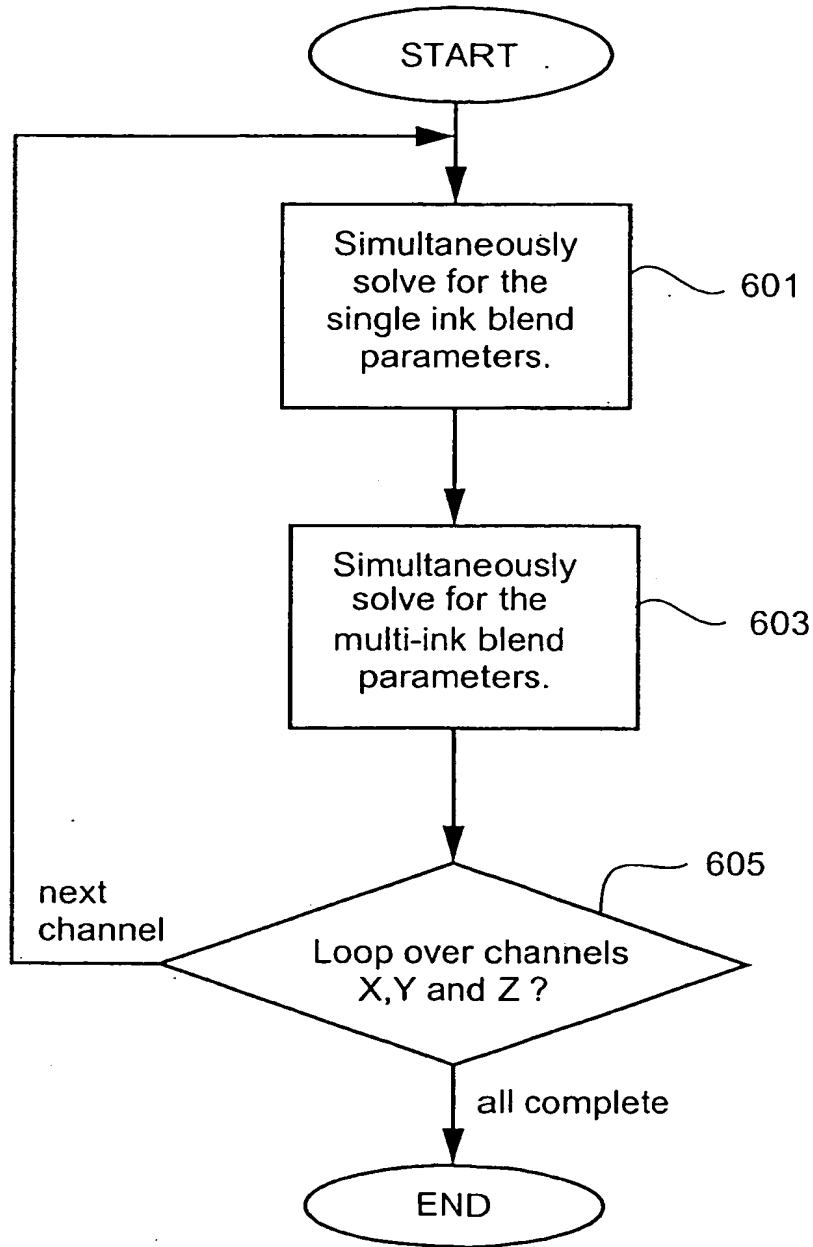 START
Simultaneously
solve for the
single ink blend
parameters.
601
Simultaneously
solve for the
multi-ink blend
parameters.
603
605
next
channel
Loop over channels
X,Y and Z ?
all complete
END